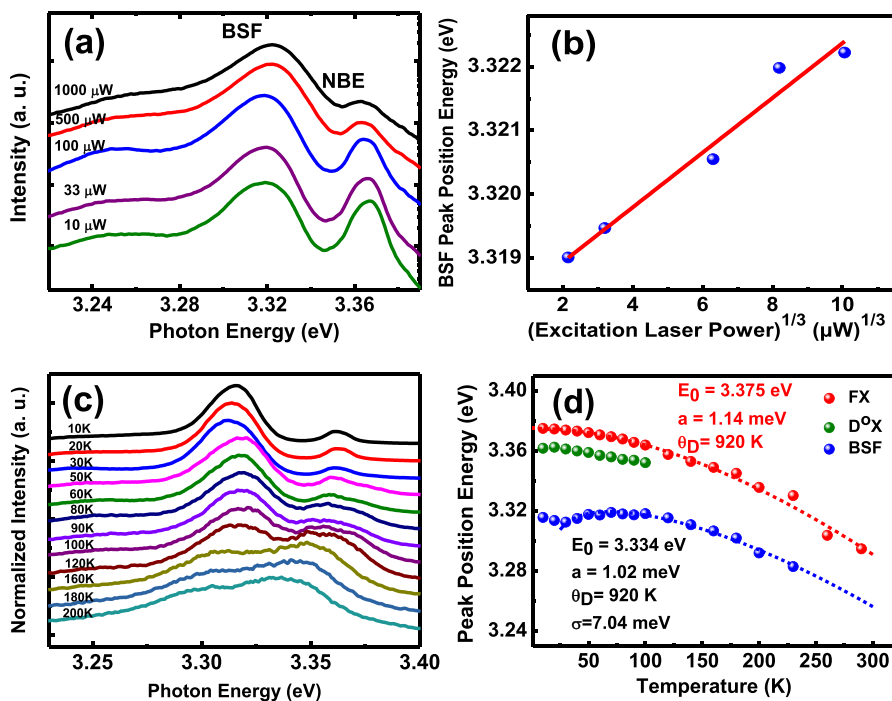 (a)
BSF
NBE
1000 μW
500 μW
100 μW
33 μW
10 μW
Intensity (a. u.)
3.24 3.28 3.32 3.36
Photon Energy (eV)
(b)
BSF Peak Position Energy (eV)
3.322
3.321
3.320
3.319
2 4 6 8 10
(Excitation Laser Power)^1/3 (μW)^1/3
(c)
Normalized Intensity (a. u.)
10K
20K
30K
50K
60K
80K
90K
100K
120K
160K
180K
200K
3.25 3.30 3.35 3.40
Photon Energy (eV)
(d)
Peak Position Energy (eV)
3.40
3.36
3.32
3.28
3.24
E0 = 3.375 eV
a = 1.14 meV
θD= 920 K
FX
D°X
BSF
E0 = 3.334 eV
a = 1.02 meV
θD= 920 K
σ=7.04 meV
50 100 150 200 250 300
Temperature (K)